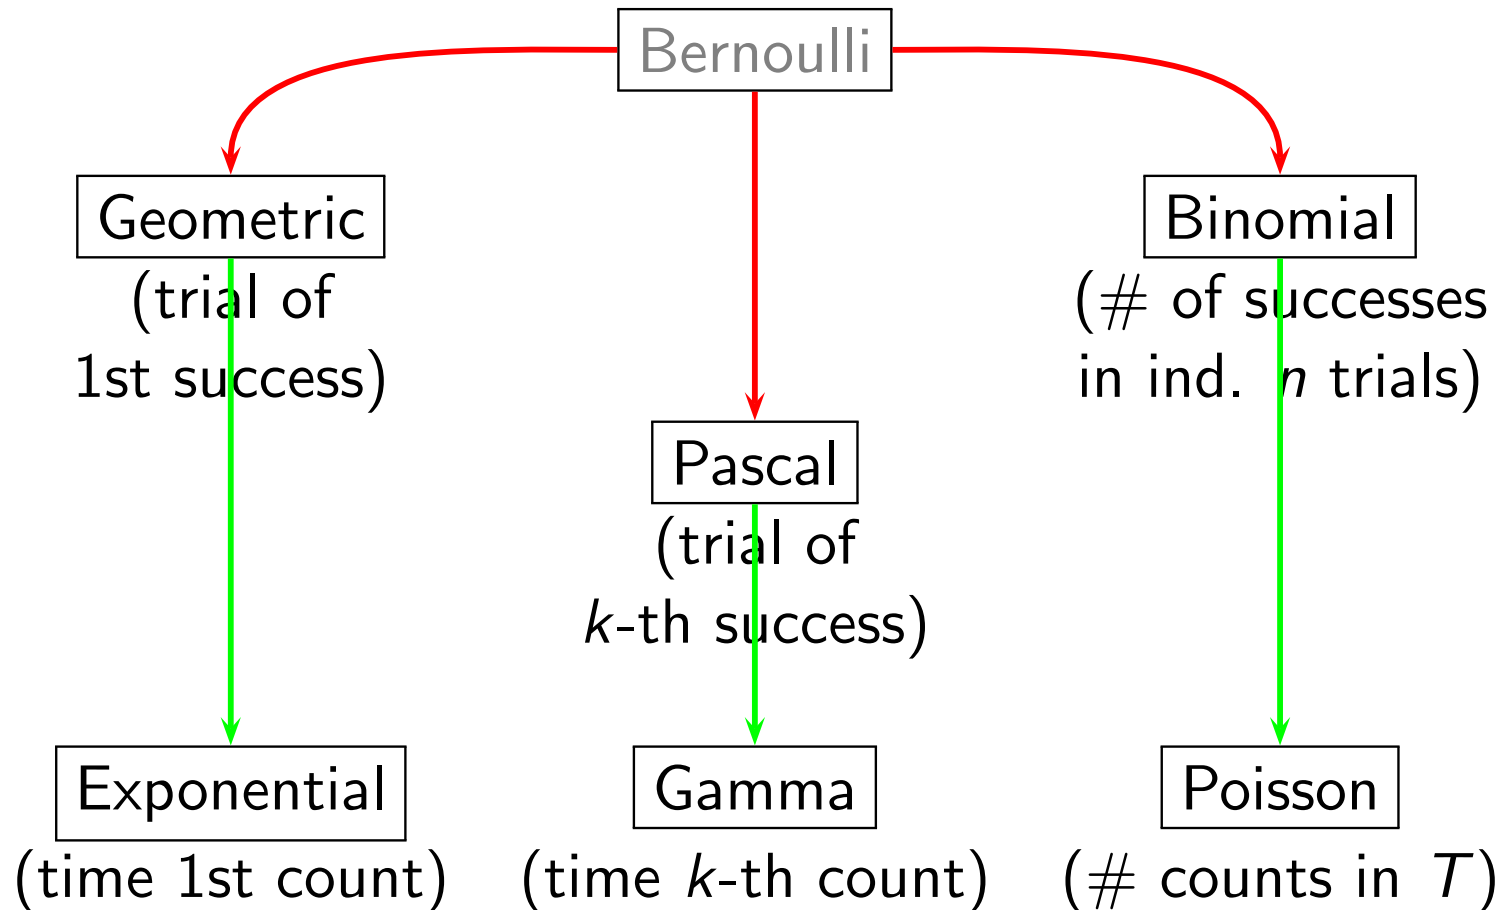 Bernoulli
Geometric
(trial of
1st success)
Binomial
(# of successes
in ind. n trials)
Pascal
(trial of
k-th success)
Exponential
(time 1st count)
Gamma
(time k-th count)
Poisson
(# counts in T)